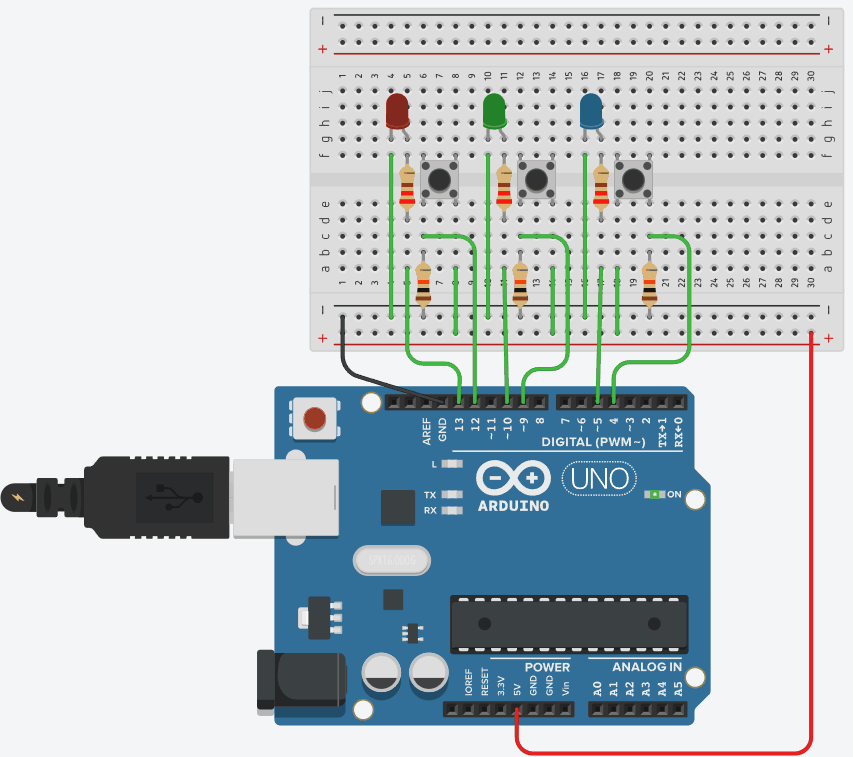 − −
+ +
1 2 3 4 5 6 7 8 9 10 11 12 13 14 15 16 17 18 19 20 21 22 23 24 25 26 27 28 29 30
j j
i i
h h
g g
f f
e e
d d
c c
b b
a a
1 2 3 4 5 6 7 8 9 10 11 12 13 14 15 16 17 18 19 20 21 22 23 24 25 26 27 28 29 30
− −
+ +
AREF GND 13 12 ~11 ~10 ~9 8 7 ~6 ~5 4 ~3 2 TX→1 RX←0
DIGITAL (PWM~)
L
TX
RX
UNO
ON
ARDUINO
POWER ANALOG IN
IOREF RESET 3.3V 5V GND GND Vin A0 A1 A2 A3 A4 A5